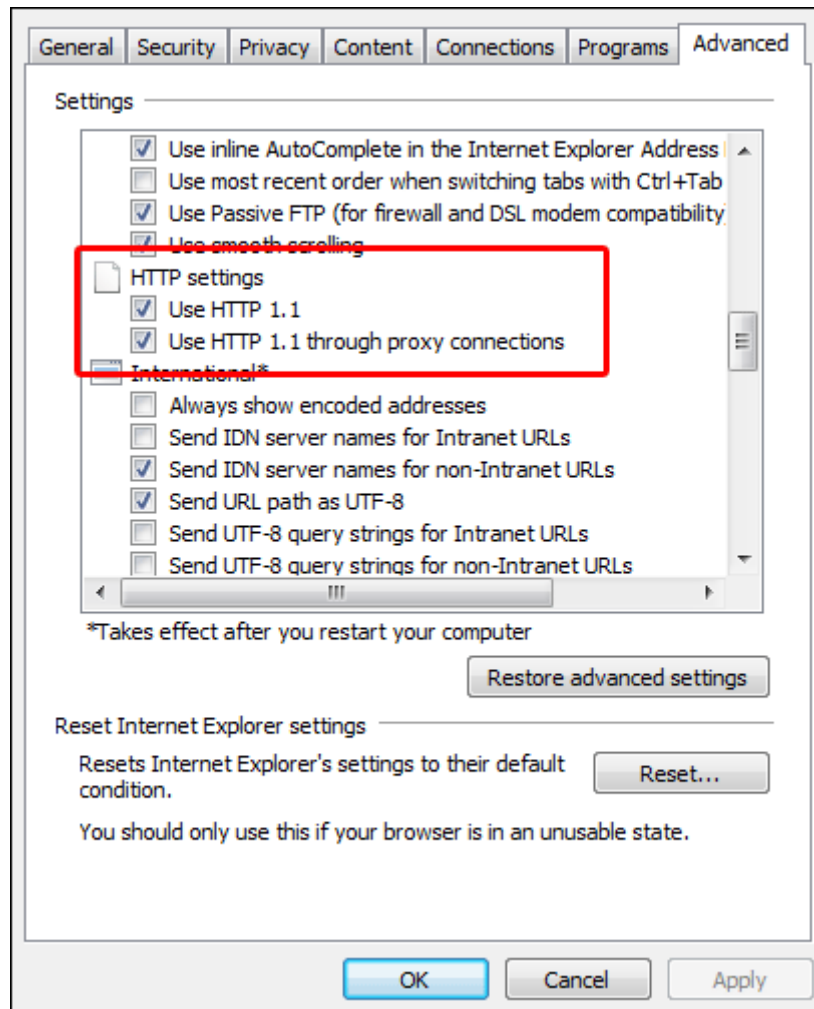 General Security Privacy Content Connections Programs Advanced
Settings
Use inline AutoComplete in the Internet Explorer Address
Use most recent order when switching tabs with Ctrl+Tab
Use Passive FTP (for firewall and DSL modem compatibility
Use smooth scrolling
HTTP settings
Use HTTP 1.1
Use HTTP 1.1 through proxy connections
International*
Always show encoded addresses
Send IDN server names for Intranet URLs
Send IDN server names for non-Intranet URLs
Send URL path as UTF-8
Send UTF-8 query strings for Intranet URLs
Send UTF-8 query strings for non-Intranet URLs
*Takes effect after you restart your computer
Restore advanced settings
Reset Internet Explorer settings
Resets Internet Explorer's settings to their default
condition.
Reset...
You should only use this if your browser is in an unusable state.
OK Cancel Apply